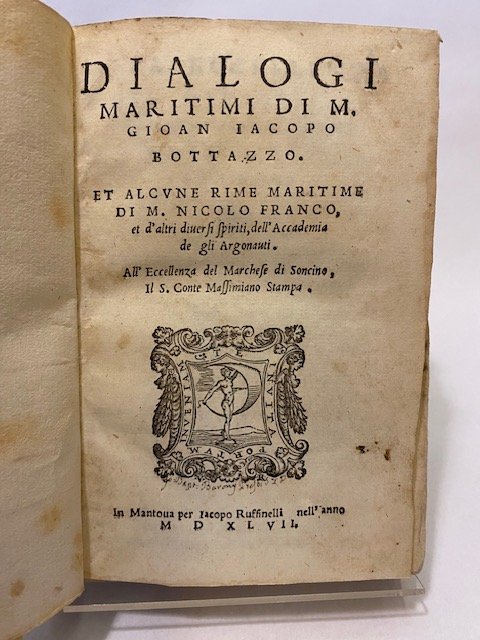 DIALOGI
MARITIMI DI M.
GIOAN IACOPO
BOTTAZZO.
ET ALCVNE RIME MARITIME
DI M. NICOLO FRANCO,
et d'altri diuersi spiriti, dell'Accademia
de gli Argonauti.
All'Eccellenza del Marchese di Soncino,
Il S. Conte Massimiano Stampa.
In Mantoua per Iacopo Ruffinelli nell'anno
M D XLVII.